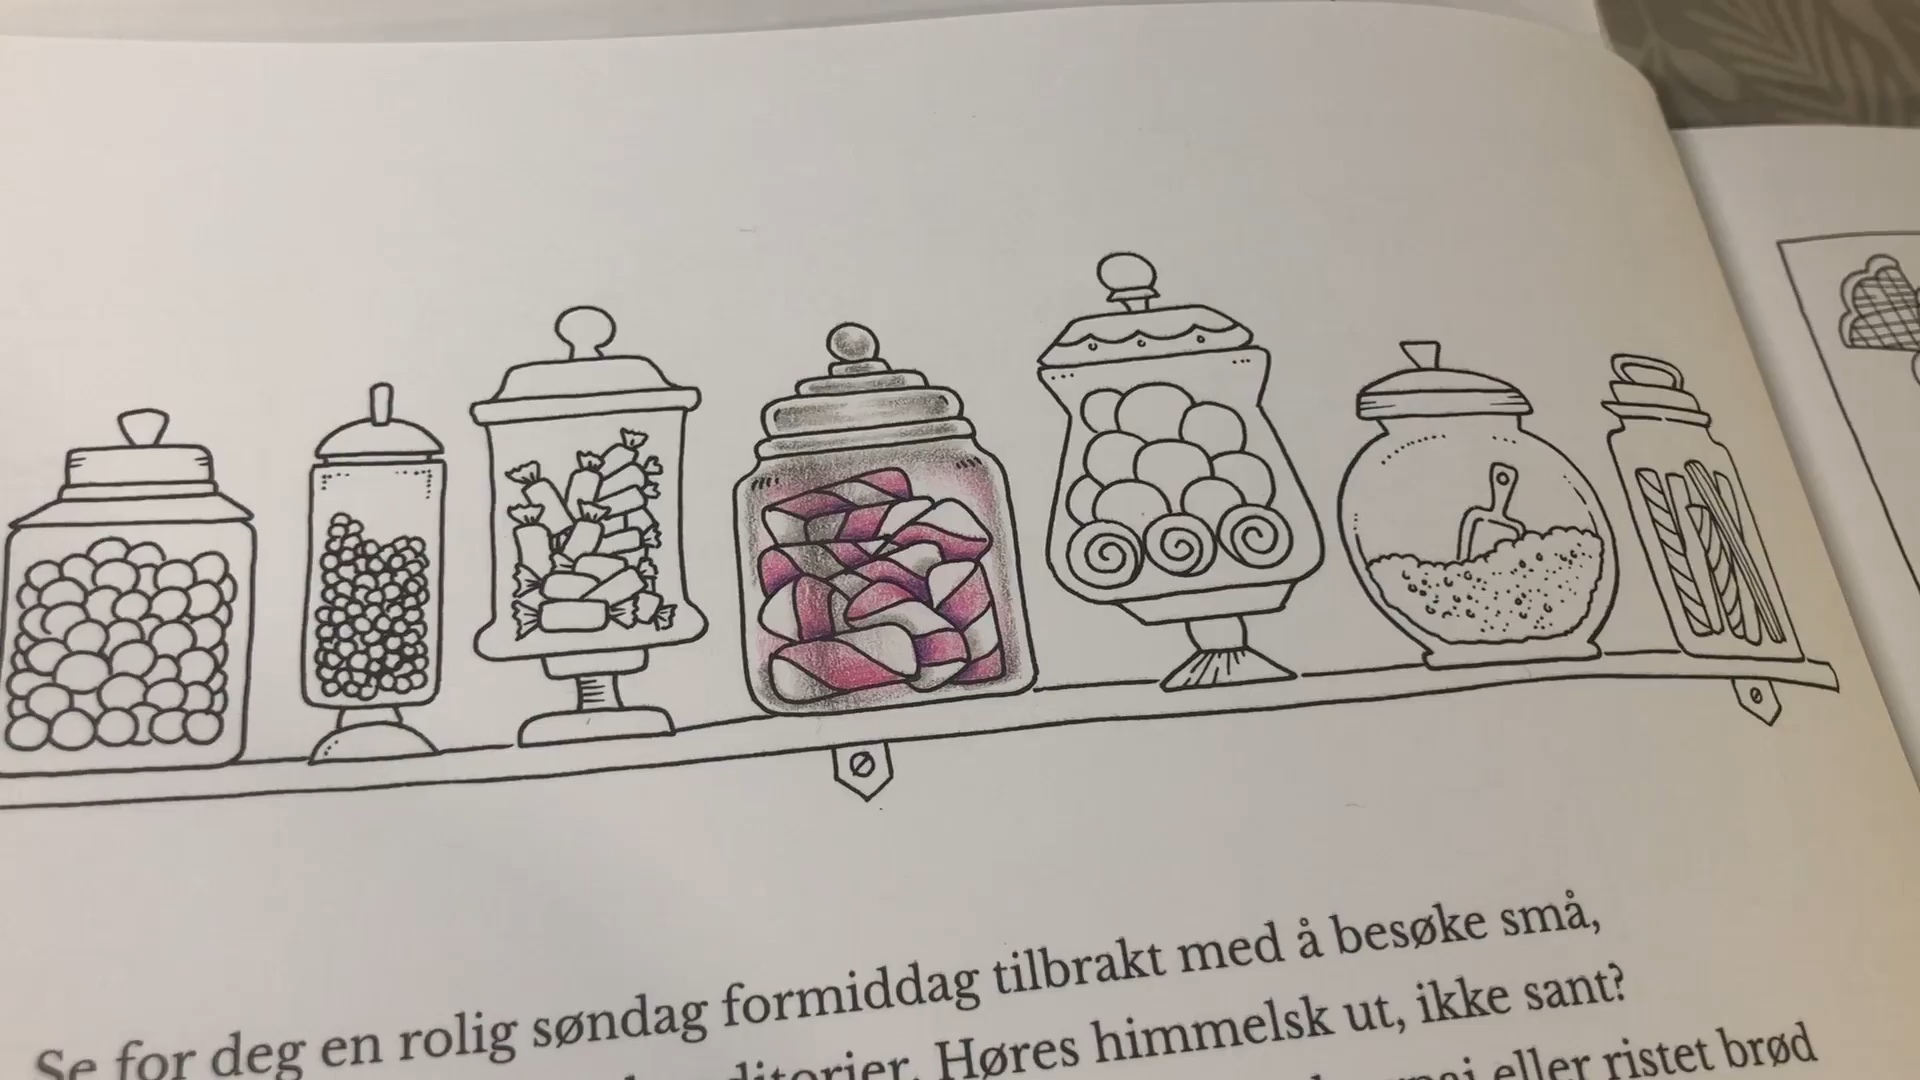 Se for deg en rolig søndag formiddag tilbrakt med å besøke små,
Høres himmelsk ut, ikke sant?
eller ristet brød